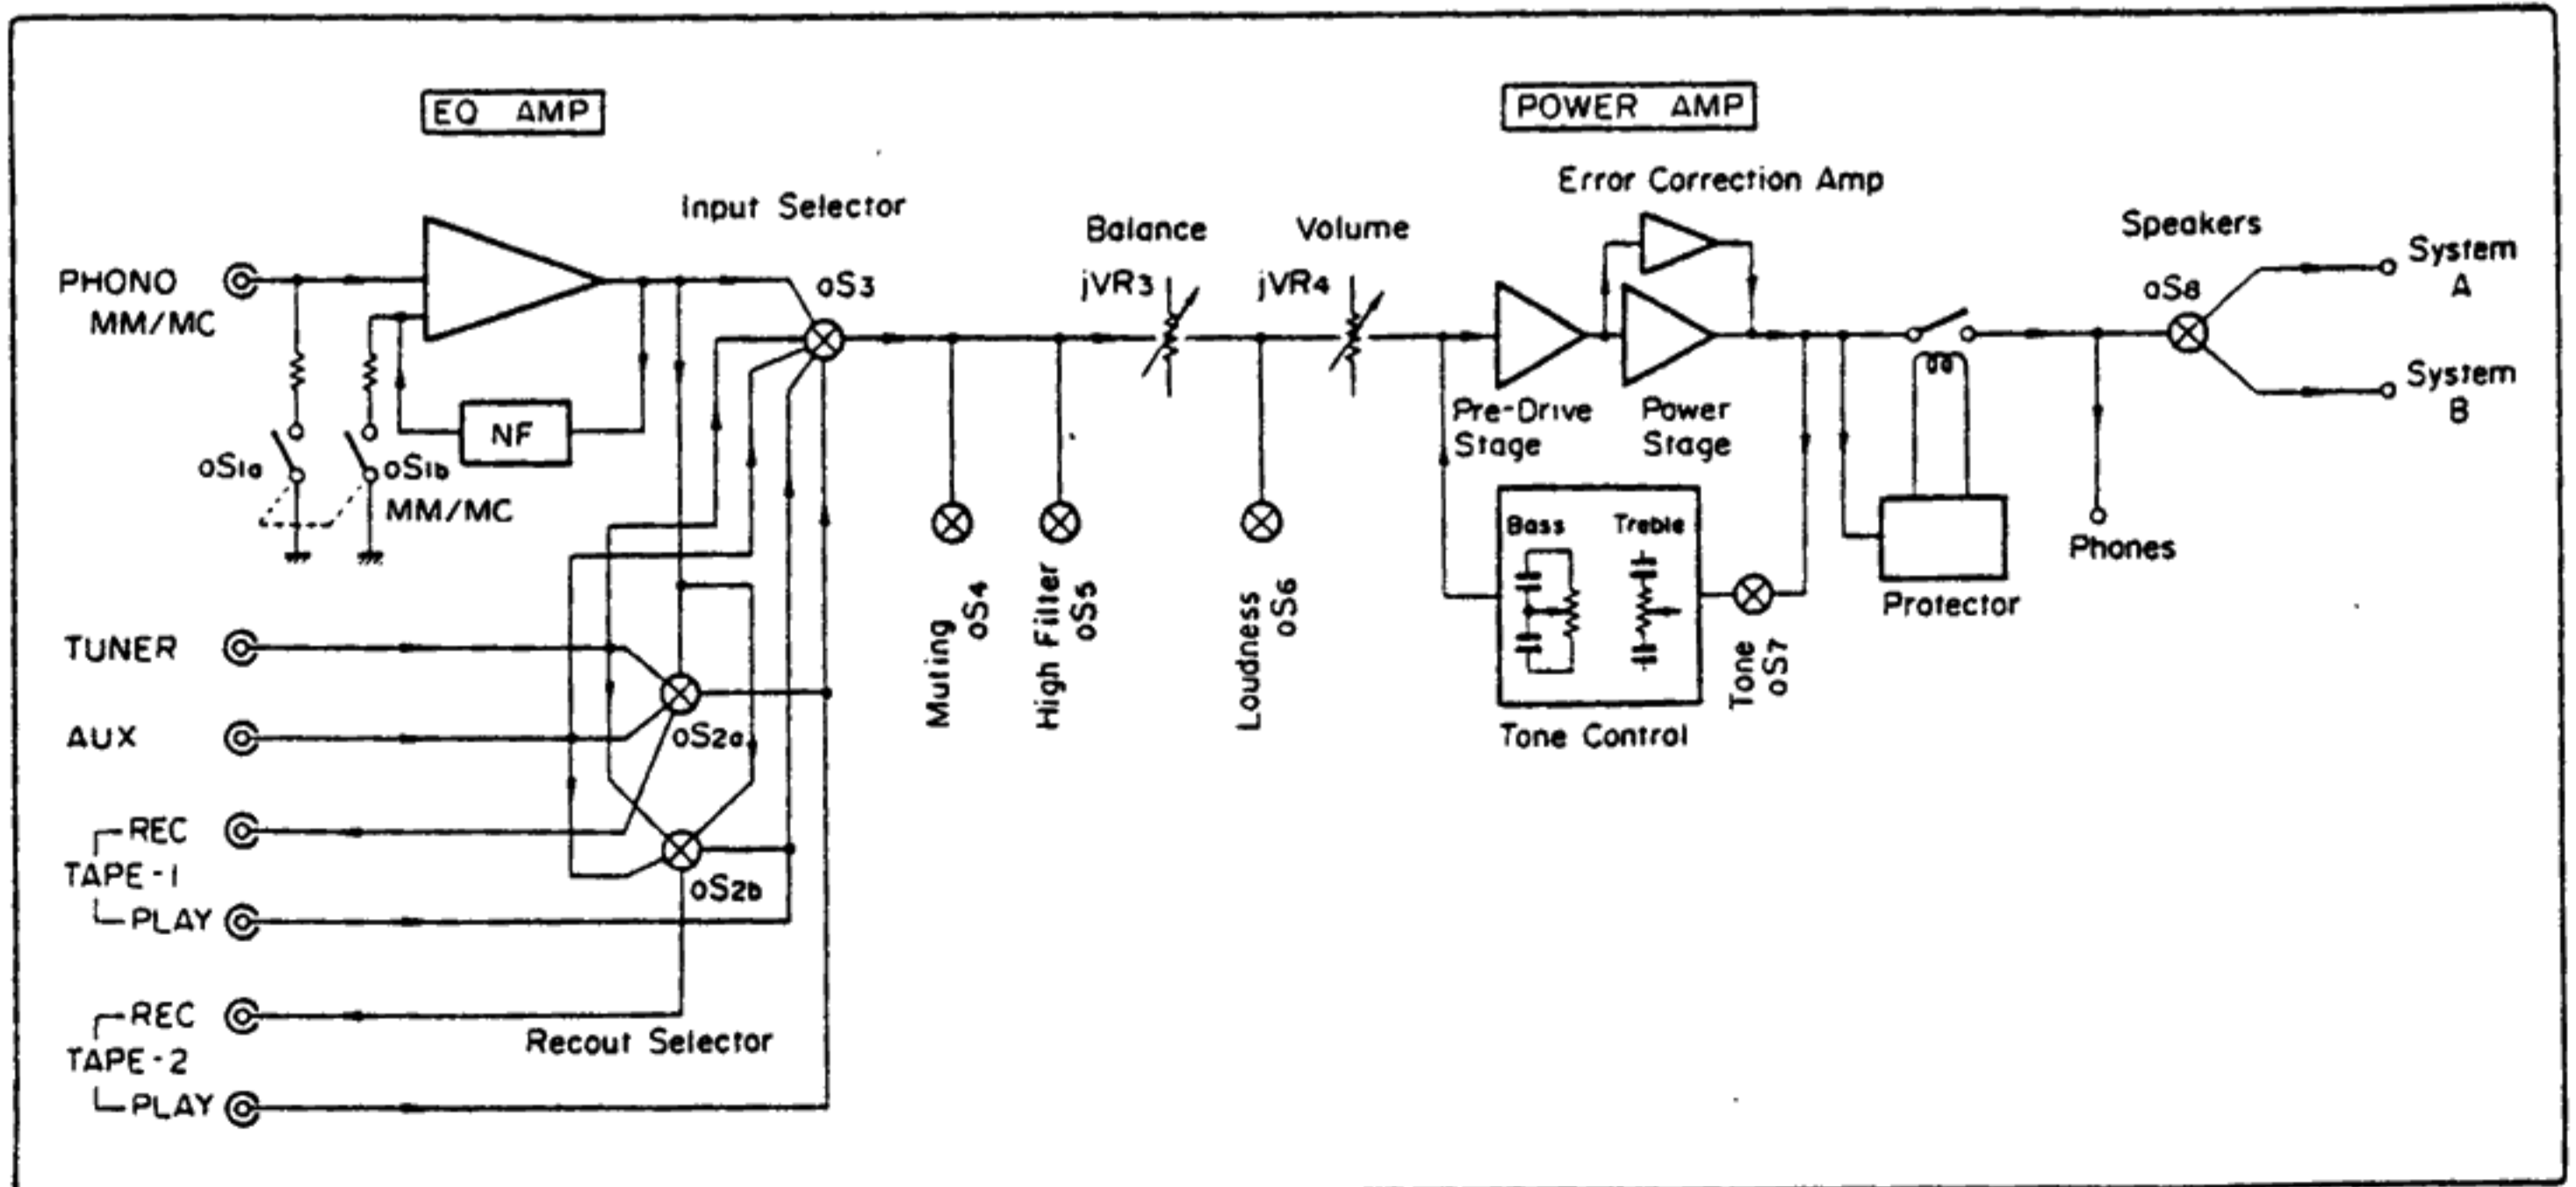 EQ AMP
POWER AMP
Error Correction Amp
Input Selector
Balance
Volume
Speakers
System
A
PHONO
MM/MC
oS3
jVR3
jVR4
oS8
System
B
NF
Pre-Drive
Stage
Power
Stage
oS1a
oS1b
MM/MC
Bass
Treble
Phones
Protector
Muting
oS4
High Filter
oS5
Loudness
oS6
Tone
oS7
Tone Control
TUNER
AUX
oS2a
REC
TAPE-1
PLAY
oS2b
REC
TAPE-2
PLAY
Recout Selector